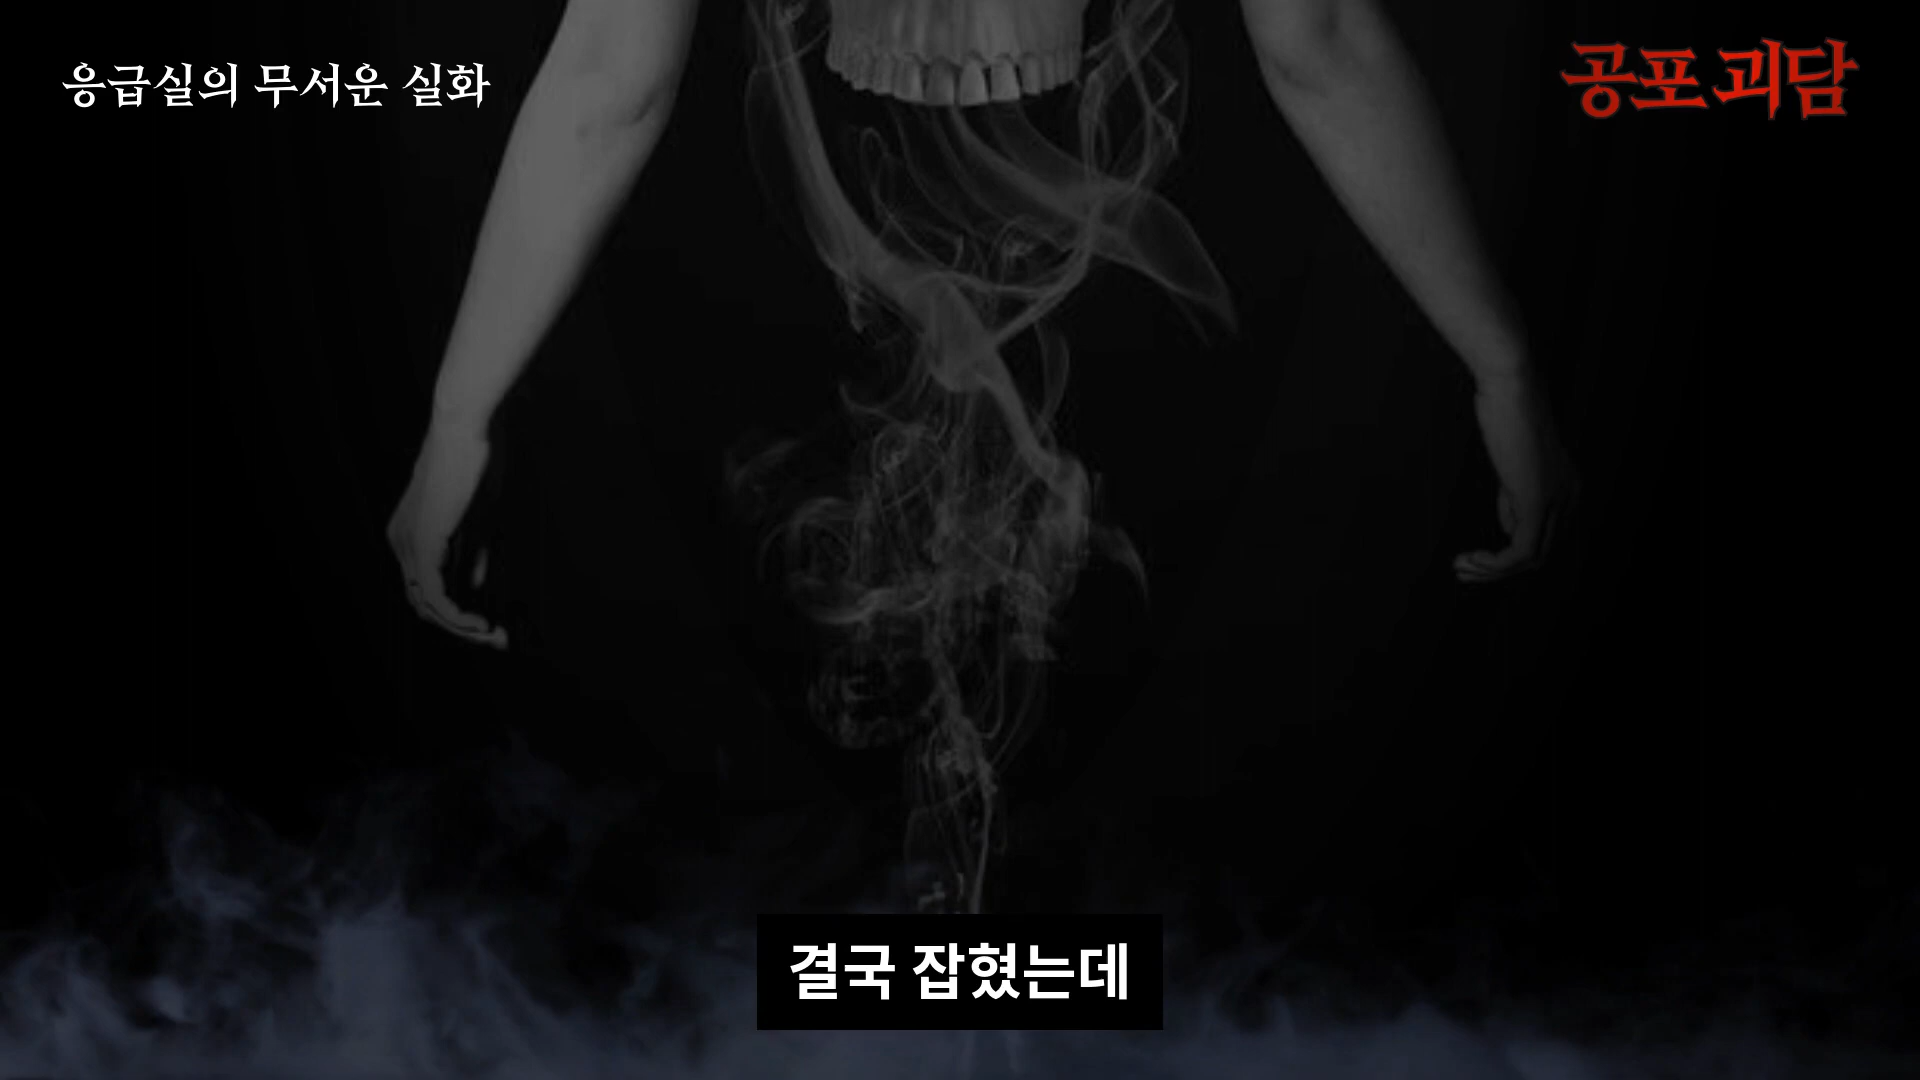 응급실의 무서운 실화
공포 괴담
결국 잡혔는데